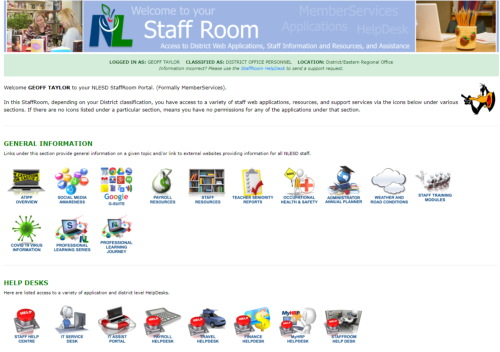 Welcome to your
MemberServices
Staff Room
Applications
HelpDesk
NL
Access to District Web Applications, Staff Information and Resources, and Assistance
LOGGED IN AS: GEOFF TAYLOR CLASSIFIED AS: DISTRICT OFFICE PERSONNEL LOCATION: District/Eastern Regional Office
Information incorrect? Please use the StaffRoom Helpdesk to send a support request.
Welcome GEOFF TAYLOR to your NLESD StaffRoom Portal. (Formally MemberServices).
In this StaffRoom, depending on your District classification, you have access to a variety of staff web applications, resources, and support services via the icons below under various
sections. If there are no icons listed under a particular section, means you have no permissions for any of the applications under that section.
GENERAL INFORMATION
Links under this section provide general information on a given topic and/or link to external websites providing information for all NLESD staff.
ATIPP OVERVIEW
SOCIAL MEDIA AWARENESS
Google G-SUITE
PAYROLL RESOURCES
STAFF RESOURCES
TEACHER SENIORITY REPORTS
OCCUPATIONAL HEALTH & SAFETY
ADMINISTRATOR ANNUAL PLANNER
WEATHER AND ROAD CONDITIONS
STAFF TRAINING MODULES
COVID 19 VIRUS INFORMATION
PROFESSIONAL LEARNING SERIES
PROFESSIONAL LEARNING JOURNEY
HELP DESKS
Here are listed access to a variety of application and district level HelpDesks.
STAFF HELP CENTRE
IT SERVICE DESK
IT ASSIST PORTAL
PAYROLL HELPDESK
TRAVEL HELPDESK
FINANCE HELPDESK
MyHRP HELPDESK
STAFFROOM HELP DESK